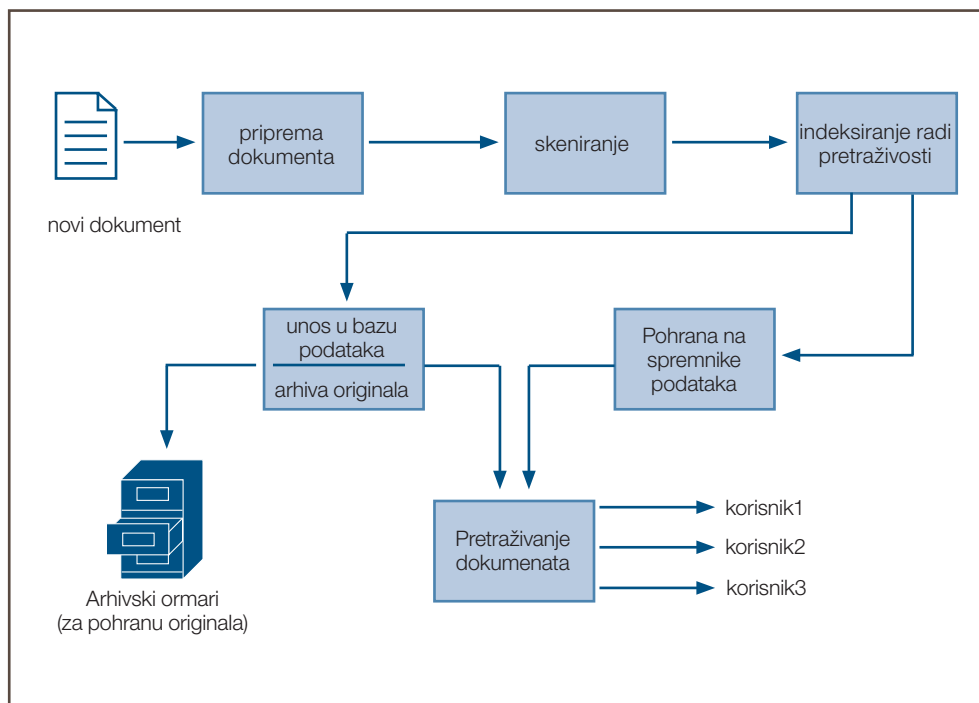 priprema
dokumenta
skeniranje
indeksiranje radi
pretraživosti
novi dokument
unos u bazu
podataka
arhiva originala
Pohrana na
spremnike
podataka
Pretraživanje
dokumenata
korisnik1
korisnik2
korisnik3
Arhivski ormari
(za pohranu originala)